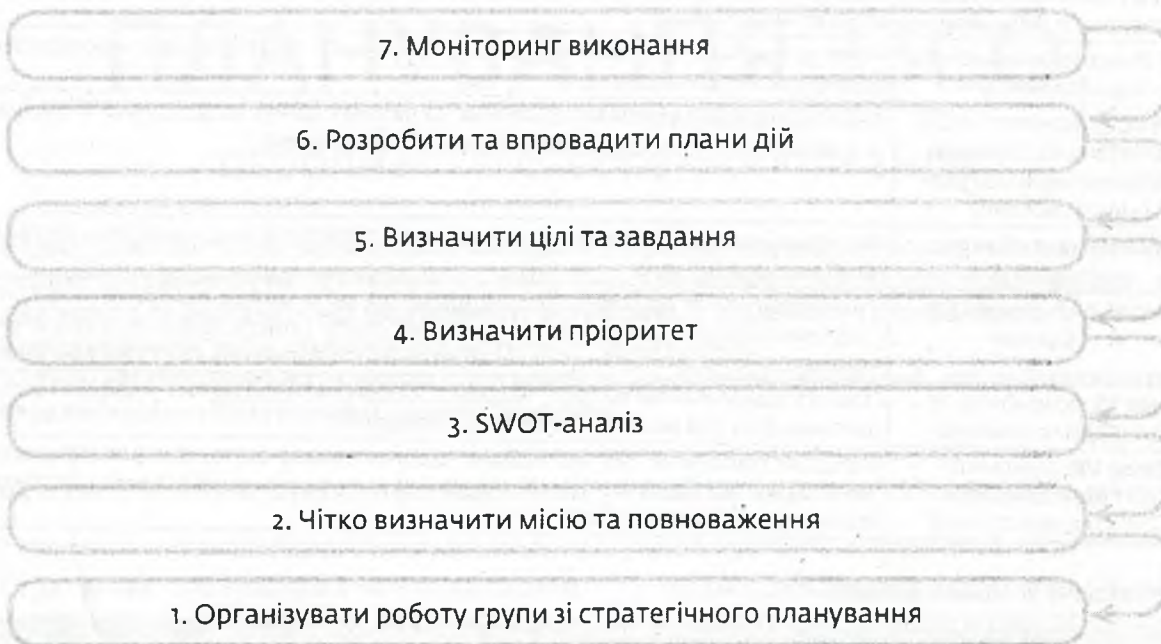 7. Моніторинг виконання
6. Розробити та впровадити плани дій
5. Визначити цілі та завдання
4. Визначити пріоритет
3. SWOT-аналіз
2. Чітко визначити місію та повноваження
1. Організувати роботу групи зі стратегічного планування